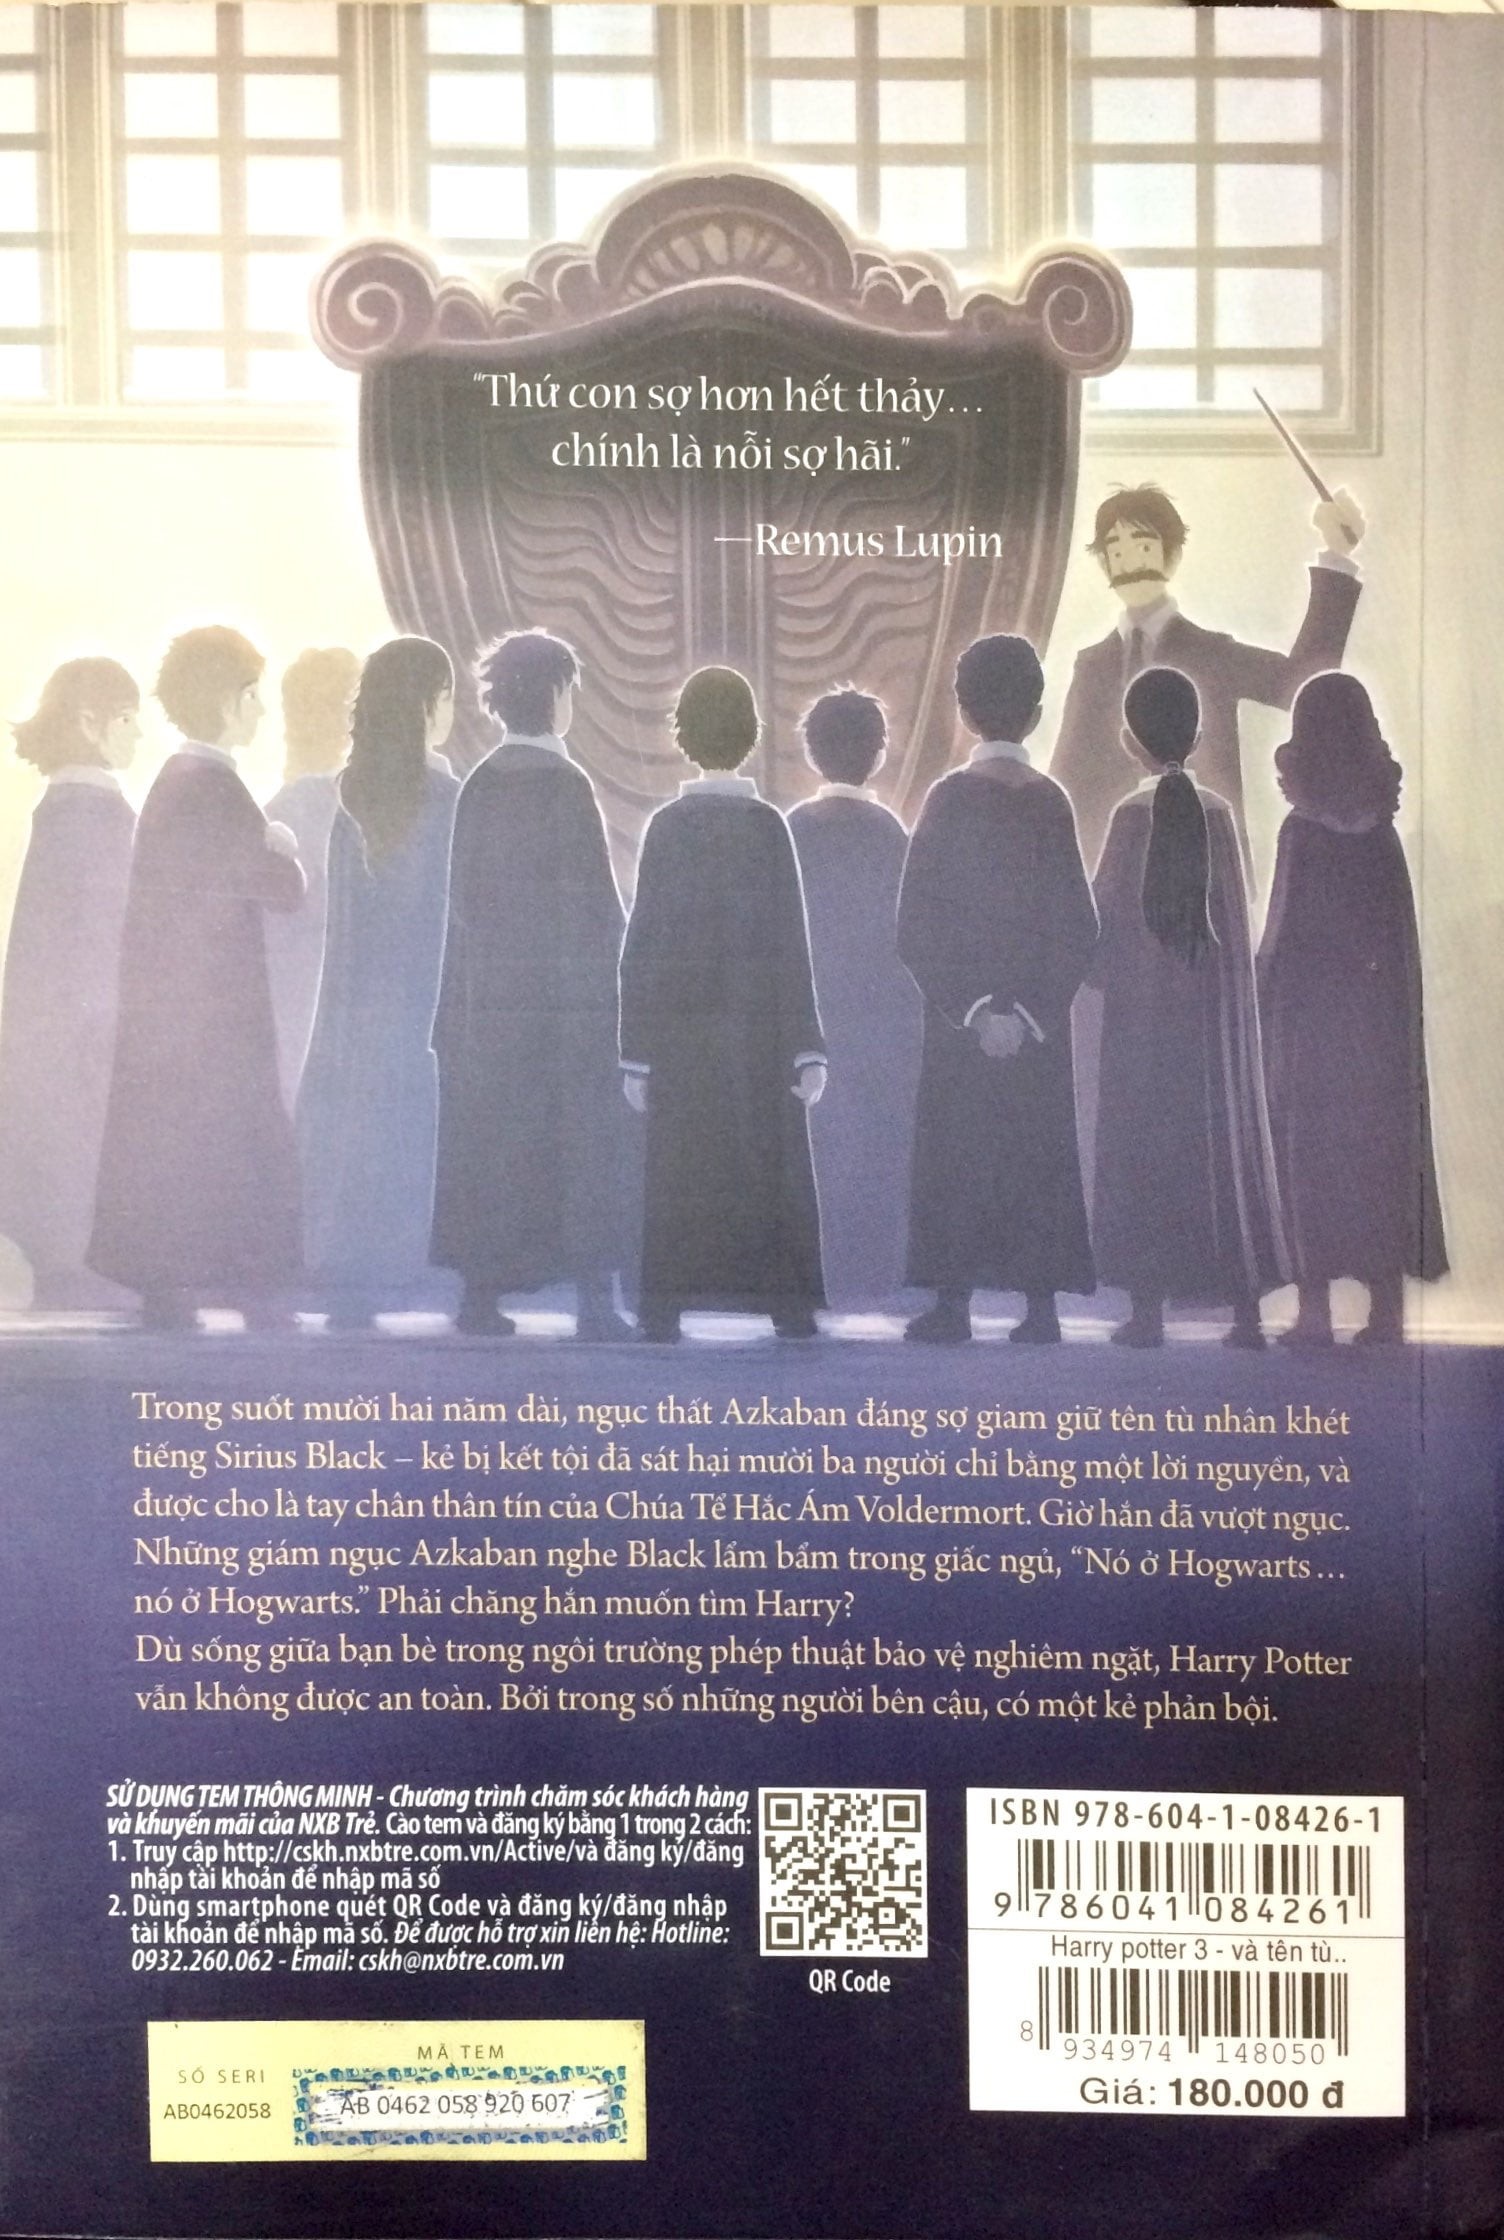 "Thứ con sợ hơn hết thảy...
chính là nỗi sợ hãi."
—Remus Lupin
Trong suốt mười hai năm dài, ngục thất Azkaban đáng sợ giam giữ tên tù nhân khét
tiếng Sirius Black – kẻ bị kết tội đã sát hại mười ba người chỉ bằng một lời nguyền, và
được cho là tay chân thân tín của Chúa Tể Hắc Ám Voldermort. Giờ hắn đã vượt ngục.
Những giám ngục Azkaban nghe Black lẩm bẩm trong giấc ngủ, “Nó ở Hogwarts...
nó ở Hogwarts.” Phải chăng hắn muốn tìm Harry?
Dù sống giữa bạn bè trong ngôi trường phép thuật bảo vệ nghiêm ngặt, Harry Potter
vẫn không được an toàn. Bởi trong số những người bên cậu, có một kẻ phản bội.
SỬ DỤNG TEM THÔNG MINH - Chương trình chăm sóc khách hàng
và khuyến mãi của NXB Trẻ. Cào tem và đăng ký bằng 1 trong 2 cách:
1. Truy cập http://cskh.nxbtre.com.vn/Active/và đăng ký/đăng
nhập tài khoản để nhập mã số
2. Dùng smartphone quét QR Code và đăng ký/đăng nhập
tài khoản để nhập mã số. Để được hỗ trợ xin liên hệ: Hotline:
0932.260.062 - Email: cskh@nxbtre.com.vn
QR Code
ISBN 978-604-1-08426-1
9 786041 084261
Harry potter 3 - và tên tù..
8 934974 148050
Giá: 180.000 đ
MÃ TEM
SỐ SERI
AB0462058
AB 0462 058 920 607